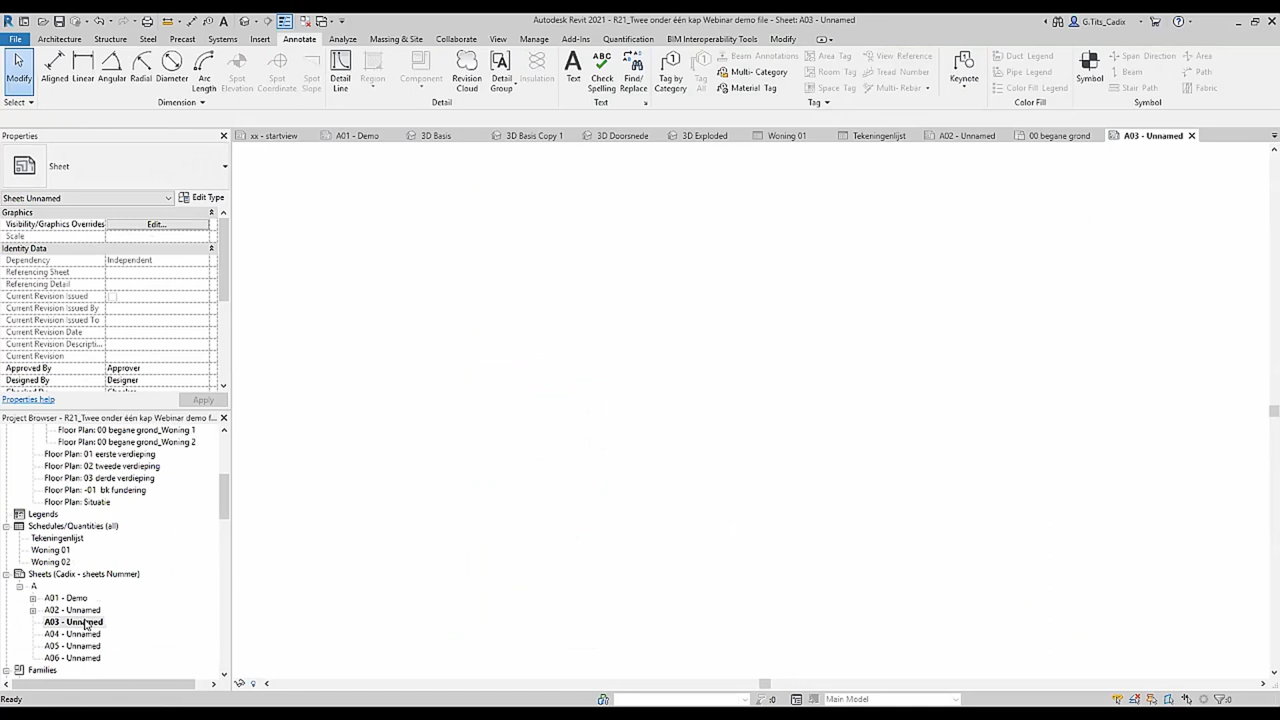 Autodesk Revit 2021 - R21_Twee onder één kap Webinar demo file - Sheet: A03 - Unnamed
G.Tits_Cadix
File Architecture Structure Steel Precast Systems Insert Annotate Analyze Massing & Site Collaborate View Manage Add-Ins Quantification BIM Interoperability Tools Modify
Modify Aligned Linear Angular Radial Diameter Arc Length Spot Elevation Spot Coordinate Spot Slope Detail Line Region Component Revision Cloud Detail Group Insulation Text Check Spelling Find/ Replace Tag by Category Tag All Keynote Symbol
Beam Annotations Area Tag View Reference Duct Legend Span Direction Area
Multi- Category Room Tag Tread Number Pipe Legend Beam Path
Material Tag Space Tag Multi- Rebar Color Fill Legend Stair Path Fabric
Select Dimension Detail Text Tag Color Fill Symbol
Properties
xx - startview A01 - Demo 3D Basis 3D Basis Copy 1 3D Doorsnede 3D Exploded Woning 01 Tekeningenlijst A02 - Unnamed 00 begane grond A03 - Unnamed
Sheet
Sheet: Unnamed Edit Type
Graphics
Visibility/Graphics Overrides Edit...
Scale
Identity Data
Dependency Independent
Referencing Sheet
Referencing Detail
Current Revision Issued
Current Revision Issued By
Current Revision Issued To
Current Revision Date
Current Revision Descripti...
Current Revision
Approved By Approver
Designed By Designer
Properties help Apply
Project Browser - R21_Twee onder één kap Webinar demo f...
Floor Plan: 00 begane grond_Woning 1
Floor Plan: 00 begane grond_Woning 2
Floor Plan: 01 eerste verdieping
Floor Plan: 02 tweede verdieping
Floor Plan: 03 derde verdieping
Floor Plan: -01 bk fundering
Floor Plan: Situatie
Legends
Schedules/Quantities (all)
Tekeningenlijst
Woning 01
Woning 02
Sheets (Cadix - sheets Nummer)
A
A01 - Demo
A02 - Unnamed
A03 - Unnamed
A04 - Unnamed
A05 - Unnamed
A06 - Unnamed
Families
Ready :0 Main Model